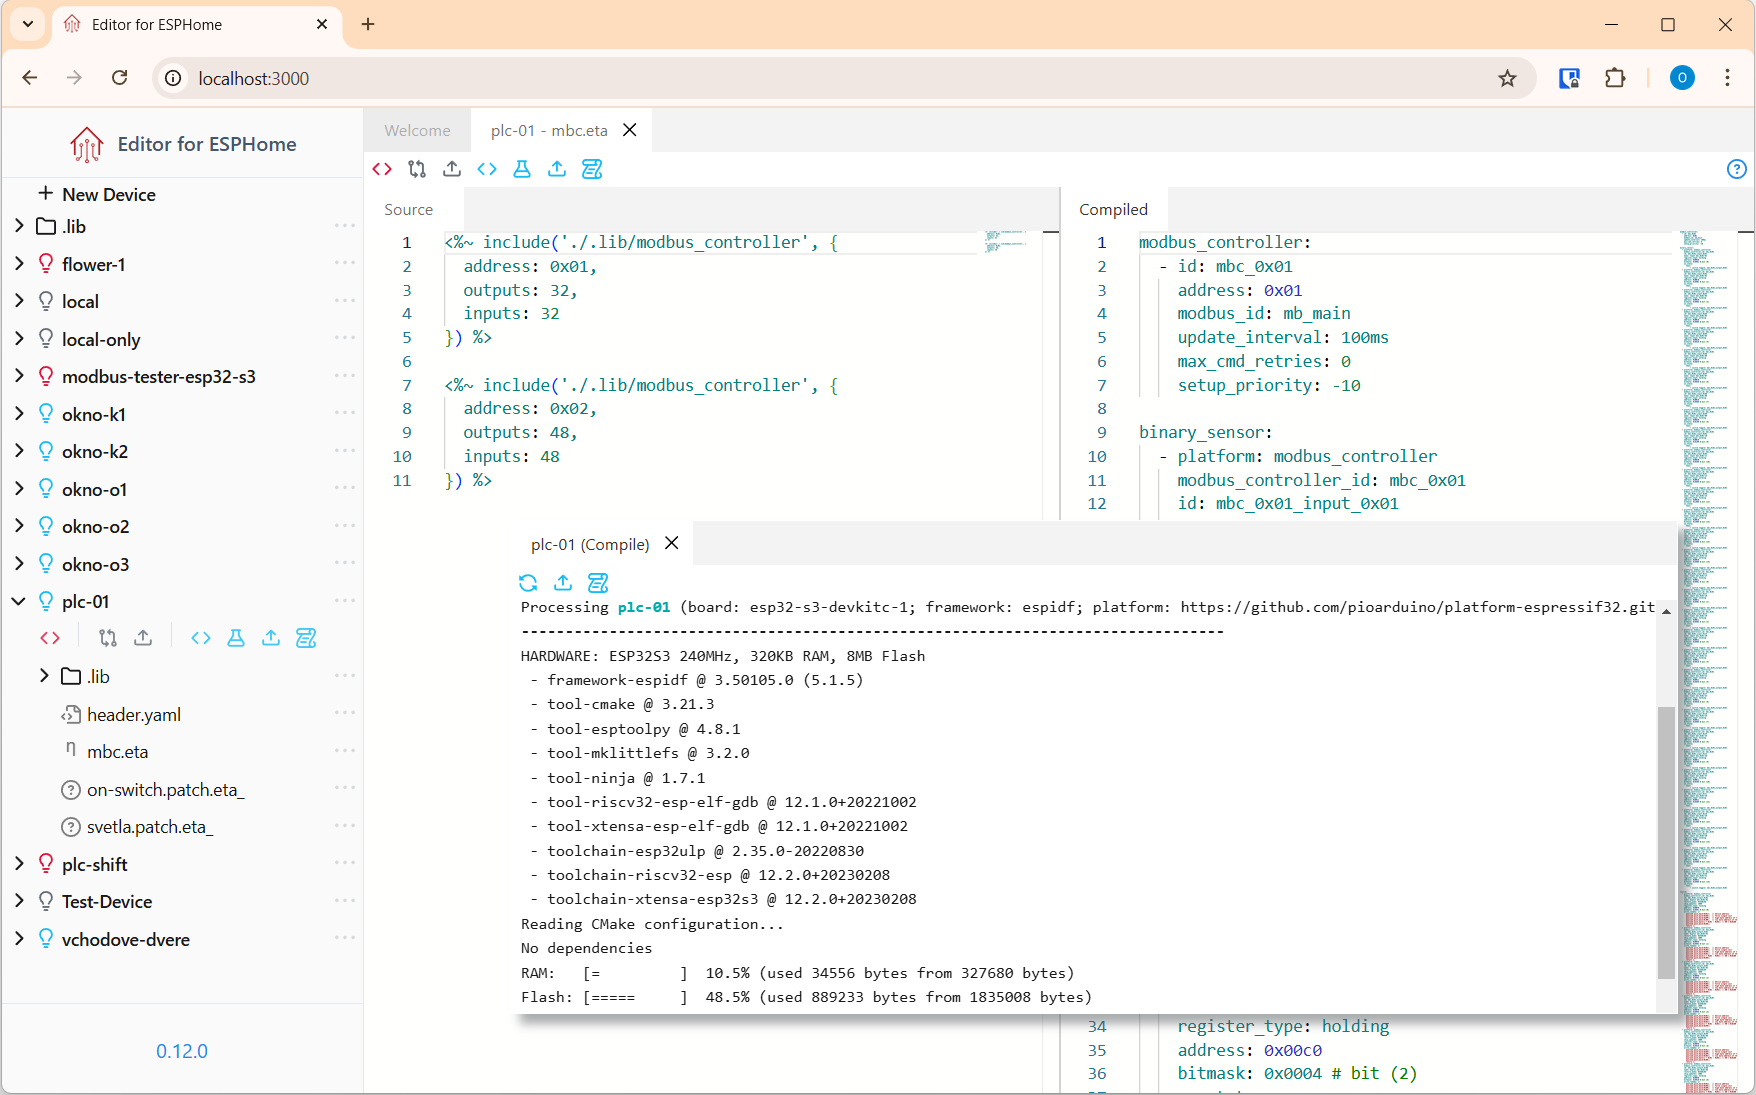 Editor for ESPHome
localhost:3000
O
Editor for ESPHome
New Device
.lib
flower-1
local
local-only
modbus-tester-esp32-s3
okno-k1
okno-k2
okno-o1
okno-o2
okno-o3
plc-01
.lib
header.yaml
η mbc.eta
on-switch.patch.eta_
svetla.patch.eta_
plc-shift
Test-Device
vchodove-dvere
0.12.0
Welcome
plc-01 - mbc.eta
Source
1 <%~ include('./.lib/modbus_controller', {
2 address: 0x01,
3 outputs: 32,
4 inputs: 32
5 }) %>
6
7 <%~ include('./.lib/modbus_controller', {
8 address: 0x02,
9 outputs: 48,
10 inputs: 48
11 }) %>
Compiled
1 modbus_controller:
2 - id: mbc_0x01
3 address: 0x01
4 modbus_id: mb_main
5 update_interval: 100ms
6 max_cmd_retries: 0
7 setup_priority: -10
8
9 binary_sensor:
10 - platform: modbus_controller
11 modbus_controller_id: mbc_0x01
12 id: mbc_0x01_input_0x01
plc-01 (Compile)
Processing plc-01 (board: esp32-s3-devkitc-1; framework: espidf; platform: https://github.com/pioarduino/platform-espressif32.git
--------------------------------------------------------------------------------
HARDWARE: ESP32S3 240MHz, 320KB RAM, 8MB Flash
- framework-espidf @ 3.50105.0 (5.1.5)
- tool-cmake @ 3.21.3
- tool-esptoolpy @ 4.8.1
- tool-mklittlefs @ 3.2.0
- tool-ninja @ 1.7.1
- tool-riscv32-esp-elf-gdb @ 12.1.0+20221002
- tool-xtensa-esp-elf-gdb @ 12.1.0+20221002
- toolchain-esp32ulp @ 2.35.0-20220830
- toolchain-riscv32-esp @ 12.2.0+20230208
- toolchain-xtensa-esp32s3 @ 12.2.0+20230208
Reading CMake configuration...
No dependencies
RAM: [= ] 10.5% (used 34556 bytes from 327680 bytes)
Flash: [===== ] 48.5% (used 889233 bytes from 1835008 bytes)
34 register_type: holding
35 address: 0x00c0
36 bitmask: 0x0004 # bit (2)